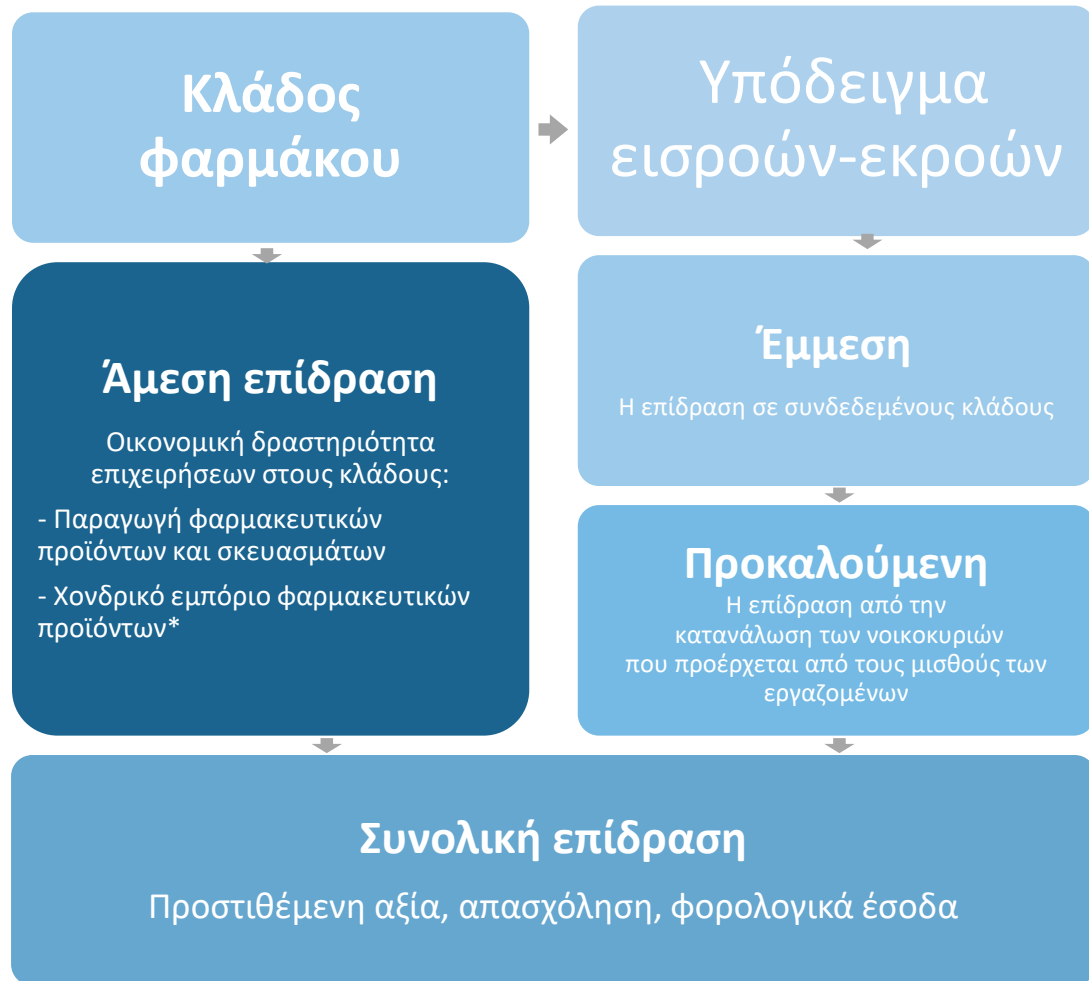 Κλάδος
φαρμάκου
Υπόδειγμα
εισροών-εκροών
Άμεση επίδραση
Οικονομική δραστηριότητα
επιχειρήσεων στους κλάδους:
- Παραγωγή φαρμακευτικών
προϊόντων και σκευασμάτων
- Χονδρικό εμπόριο φαρμακευτικών
προϊόντων*
Έμμεση
Η επίδραση σε συνδεδεμένους κλάδους
Προκαλούμενη
Η επίδραση από την
κατανάλωση των νοικοκυριών
που προέρχεται από τους μισθούς των
εργαζομένων
Συνολική επίδραση
Προστιθέμενη αξία, απασχόληση, φορολογικά έσοδα